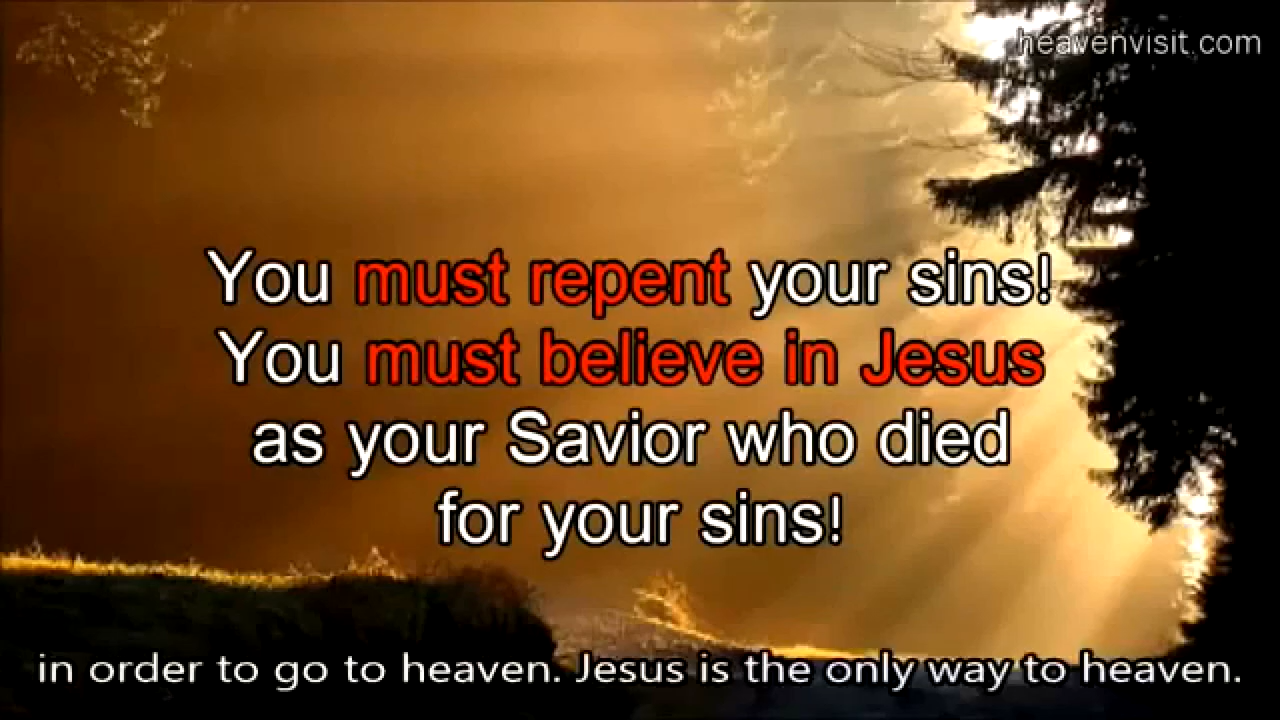 heavenvisit.com
You must repent your sins!
You must believe in Jesus
as your Savior who died
for your sins!
in order to go to heaven. Jesus is the only way to heaven.